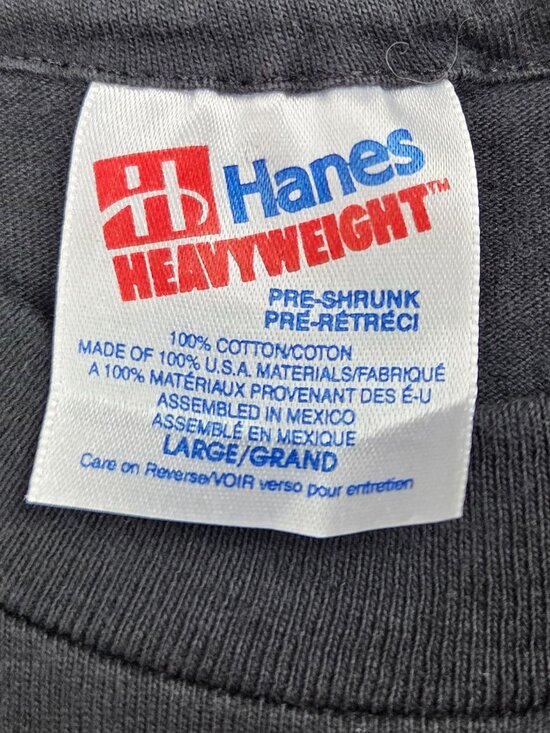 H Hanes
HEAVYWEIGHT™
PRE-SHRUNK
PRÉ-RÉTRÉCI
100% COTTON/COTON
MADE OF 100% U.S.A. MATERIALS/FABRIQUÉ
A 100% MATÉRIAUX PROVENANT DES É-U
ASSEMBLED IN MEXICO
ASSEMBLÉ EN MEXIQUE
LARGE/GRAND
Care on Reverse/VOIR verso pour entretien